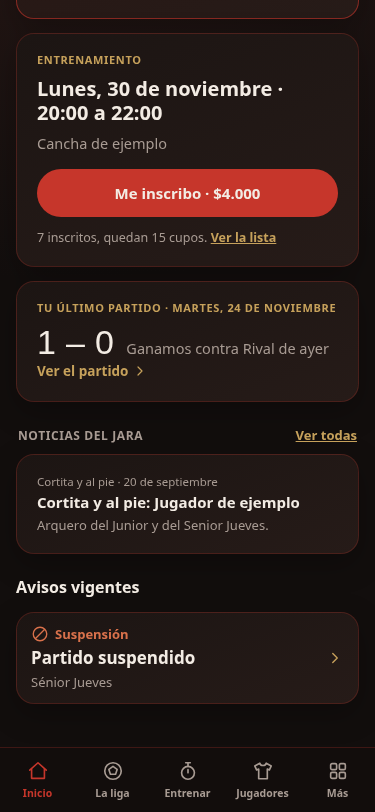 ENTRENAMIENTO
Lunes, 30 de noviembre ·
20:00 a 22:00
Cancha de ejemplo
Me inscribo · $4.000
7 inscritos, quedan 15 cupos. Ver la lista
TU ÚLTIMO PARTIDO · MARTES, 24 DE NOVIEMBRE
1 – 0 Ganamos contra Rival de ayer
Ver el partido
NOTICIAS DEL JARA Ver todas
Cortita y al pie · 20 de septiembre
Cortita y al pie: Jugador de ejemplo
Arquero del Junior y del Senior Jueves.
Avisos vigentes
Suspensión
Partido suspendido
Sénior Jueves
Inicio La liga Entrenar Jugadores Más